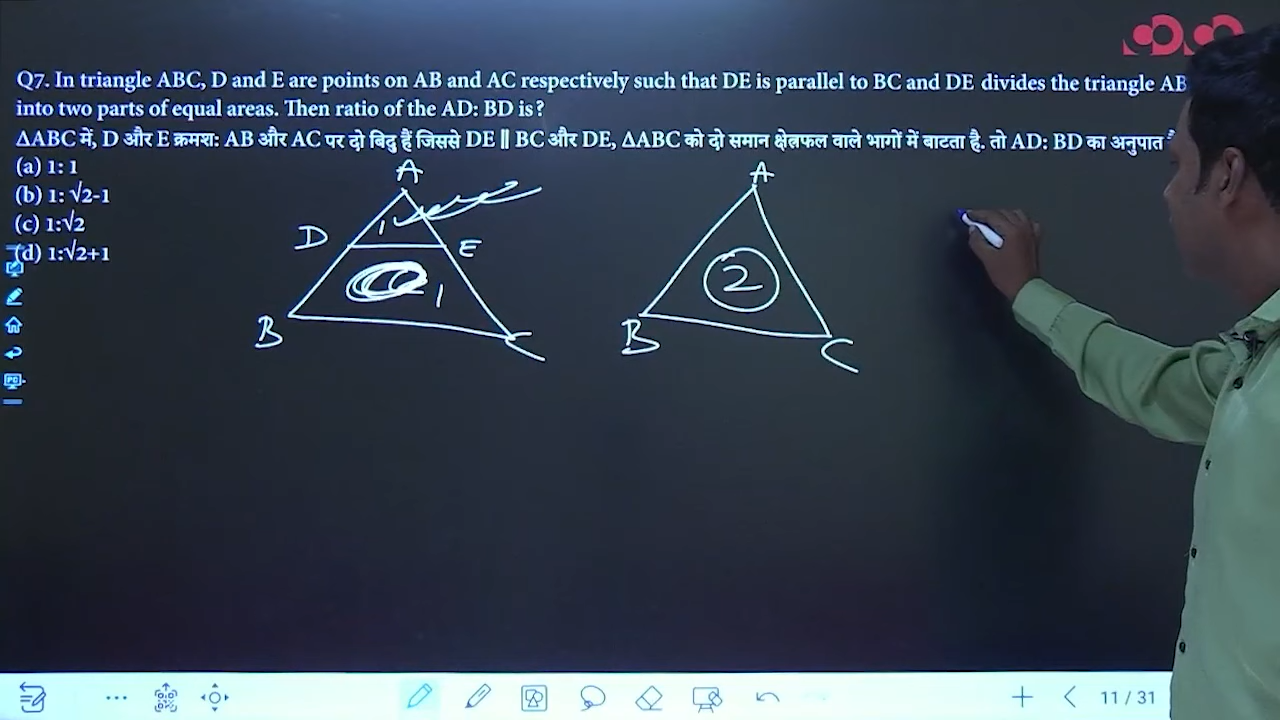 Q7. In triangle ABC, D and E are points on AB and AC respectively such that DE is parallel to BC and DE divides the triangle AB
into two parts of equal areas. Then ratio of the AD: BD is?
ΔABC में, D और E क्रमश: AB और AC पर दो बिंदु हैं जिससे DE || BC और DE, ΔABC को दो समान क्षेत्रफल वाले भागों में बाटता है. तो AD: BD का अनुपात
(a) 1: 1
(b) 1: √2-1
(c) 1:√2
(d) 1:√2+1
A
D
1
E
1
B
C
A
2
B
C
11 / 31